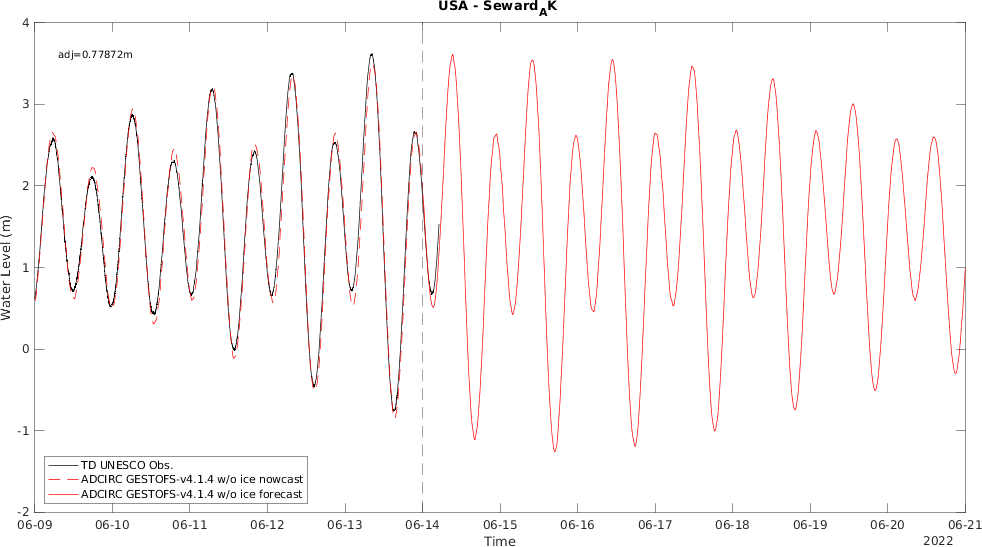 USA - Seward_AK
adj=0.77872m
4
3
2
1
0
-1
-2
Water Level (m)
TD UNESCO Obs.
ADCIRC GESTOFS-v4.1.4 w/o ice nowcast
ADCIRC GESTOFS-v4.1.4 w/o ice forecast
06-09 06-10 06-11 06-12 06-13 06-14 06-15 06-16 06-17 06-18 06-19 06-20 06-21
Time
2022